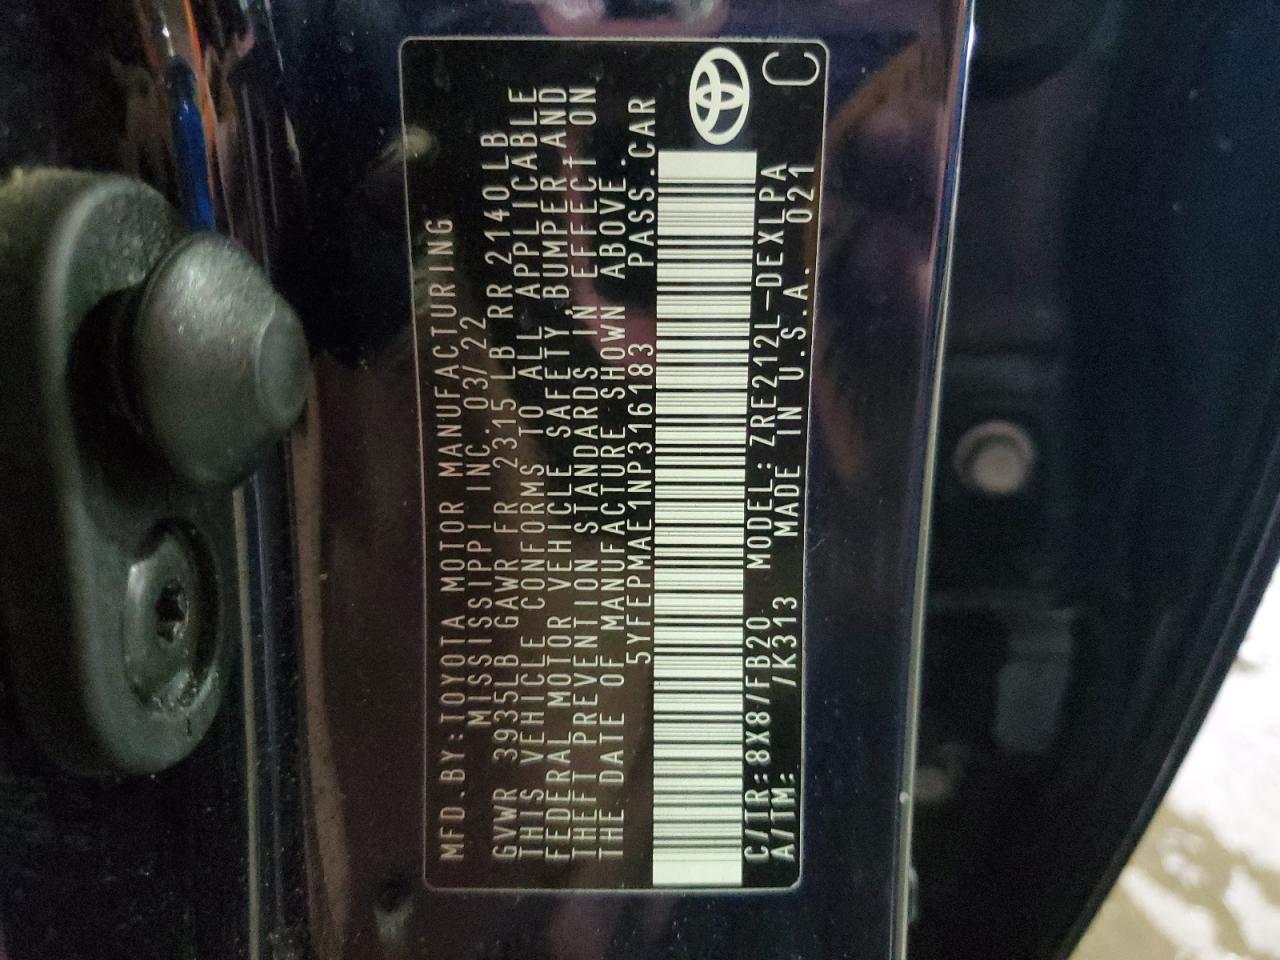 MFD.BY:TOYOTA MOTOR MANUFACTURING
MISSISSIPPI INC. 03/22
GVWR 3935LB GAWR FR 2315LB RR 2140LB
THIS VEHICLE CONFORMS TO ALL APPLICABLE
FEDERAL MOTOR VEHICLE SAFETY,BUMPER AND
THEFT PREVENTION STANDARDS IN EFFECT ON
THE DATE OF MANUFACTURE SHOWN ABOVE.
5YFEPMAE1NP316183 PASS.CAR
C/TR:8X8/FB20 MODEL:ZRE212L-DEXLPA
A/TM: /K313 MADE IN U.S.A. 021
C